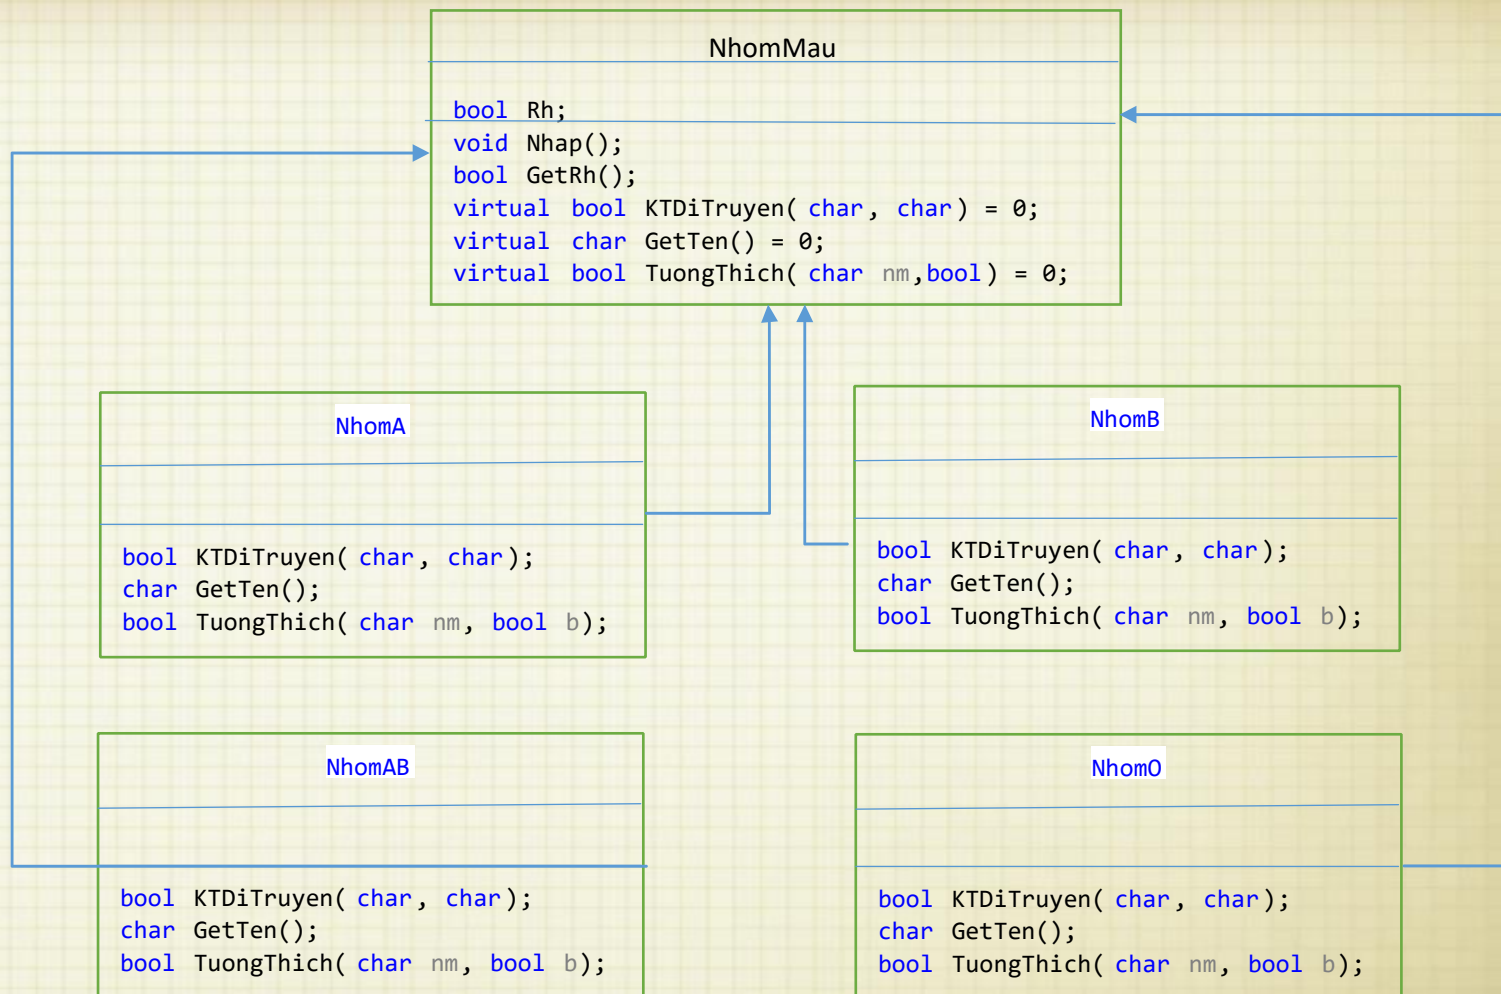 NhomMau
bool Rh;
void Nhap();
bool GetRh();
virtual bool KTDiTruyen( char, char) = 0;
virtual char GetTen() = 0;
virtual bool TuongThich( char nm,bool) = 0;
NhomA
bool KTDiTruyen( char, char);
char GetTen();
bool TuongThich( char nm, bool b);
NhomB
bool KTDiTruyen( char, char);
char GetTen();
bool TuongThich( char nm, bool b);
NhomAB
bool KTDiTruyen( char, char);
char GetTen();
bool TuongThich( char nm, bool b);
NhomO
bool KTDiTruyen( char, char);
char GetTen();
bool TuongThich( char nm, bool b);